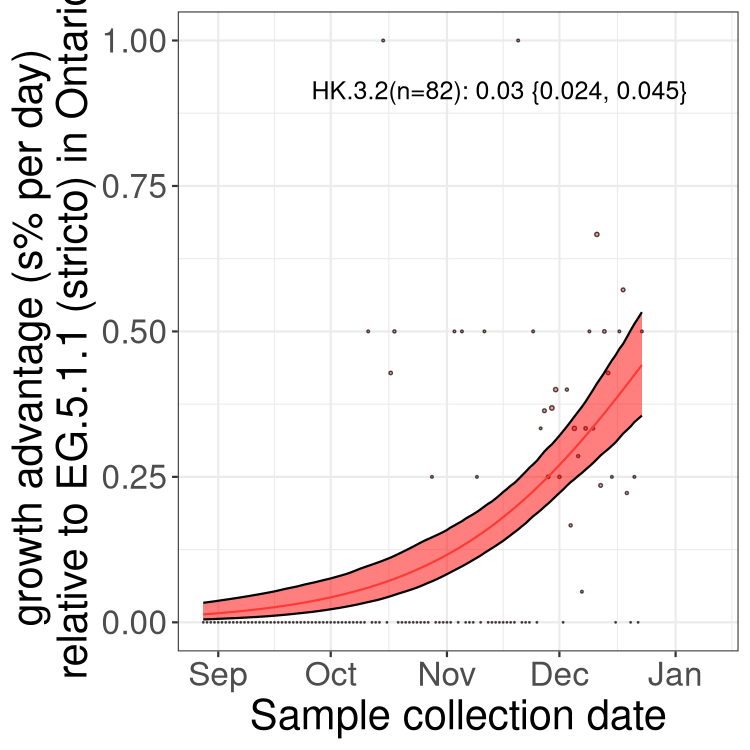 growth advantage (s% per day)
relative to EG.5.1.1 (stricto) in Ontario
1.00
0.75
0.50
0.25
0.00
HK.3.2(n=82): 0.03 {0.024, 0.045}
Sep Oct Nov Dec Jan
Sample collection date